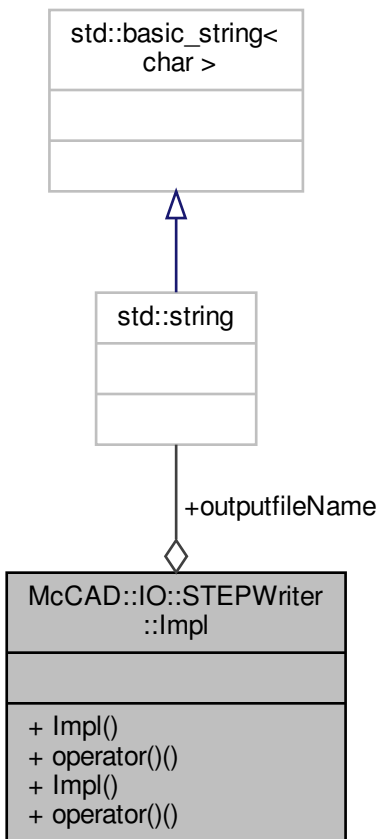 std::basic_string<
char >
std::string
+outputfileName
McCAD::IO::STEPWriter
::Impl
+ Impl()
+ operator()()
+ Impl()
+ operator()()